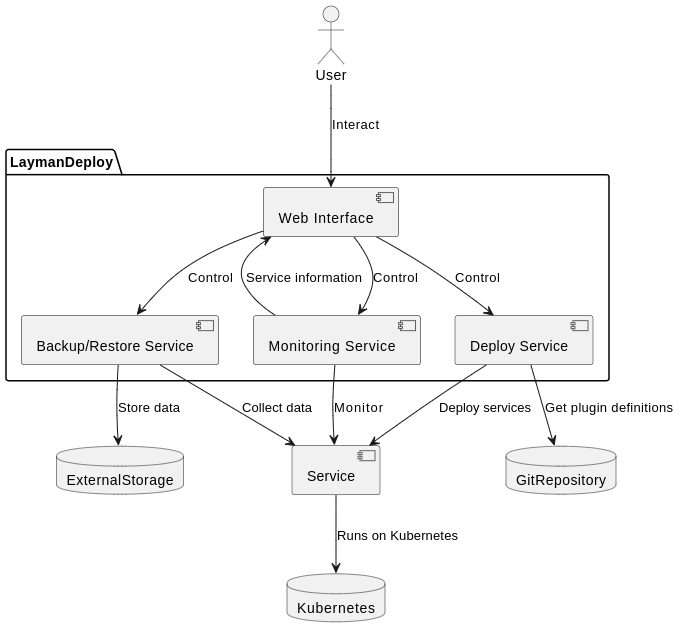 User
Interact
LaymanDeploy
Web Interface
Control
Service information
Control
Control
Backup/Restore Service
Monitoring Service
Deploy Service
Store data
Collect data
Monitor
Deploy services
Get plugin definitions
ExternalStorage
Service
GitRepository
Runs on Kubernetes
Kubernetes